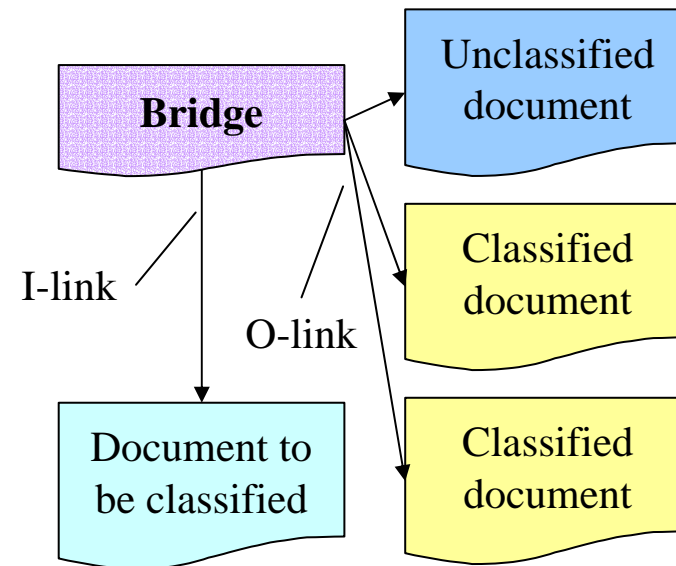 Unclassified
document
Bridge
Classified
document
I-link
O-link
Document to
be classified
Classified
document